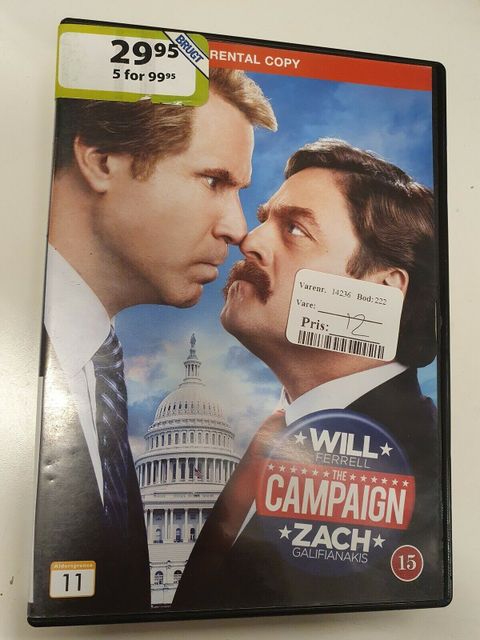 29⁹⁵
BRUGT
5 for 99⁹⁵
RENTAL COPY
Varenr. 14236 Bod: 222
Vare:
Pris: 12
WILL
FERRELL
THE
CAMPAIGN
ZACH
GALIFIANAKIS
Aldersgrense
11
15